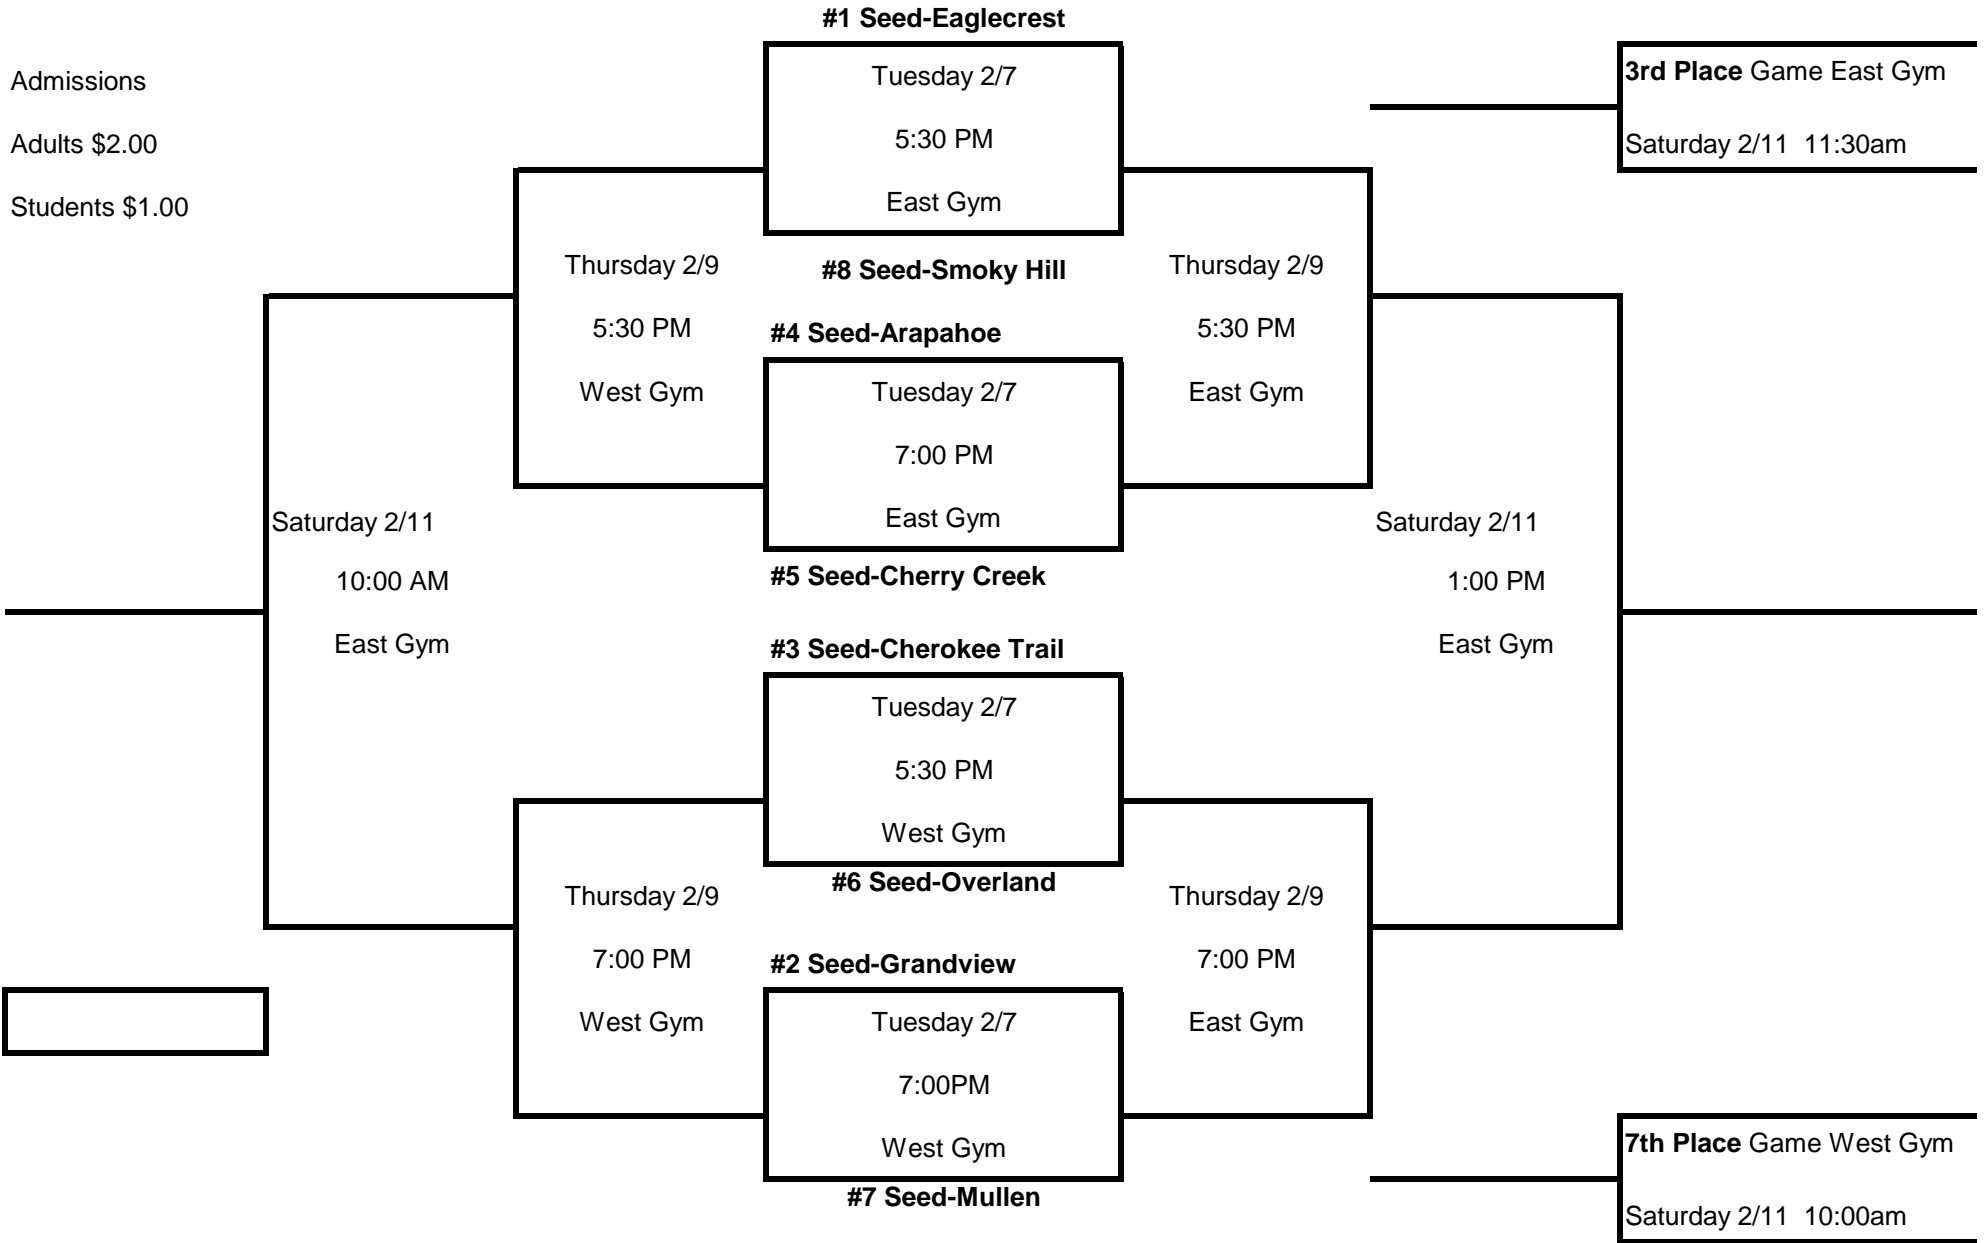 #1 Seed-Eaglecrest
Admissions
Adults $2.00
Students $1.00
Tuesday 2/7
5:30 PM
East Gym
3rd Place Game East Gym
Saturday 2/11  11:30am
#8 Seed-Smoky Hill
Thursday 2/9
5:30 PM
West Gym
Thursday 2/9
5:30 PM
East Gym
#4 Seed-Arapahoe
Tuesday 2/7
7:00 PM
East Gym
#5 Seed-Cherry Creek
Saturday 2/11
10:00 AM
East Gym
Saturday 2/11
1:00 PM
East Gym
#3 Seed-Cherokee Trail
Tuesday 2/7
5:30 PM
West Gym
#6 Seed-Overland
Thursday 2/9
7:00 PM
West Gym
Thursday 2/9
7:00 PM
East Gym
#2 Seed-Grandview
Tuesday 2/7
7:00PM
West Gym
#7 Seed-Mullen
7th Place Game West Gym
Saturday 2/11  10:00am